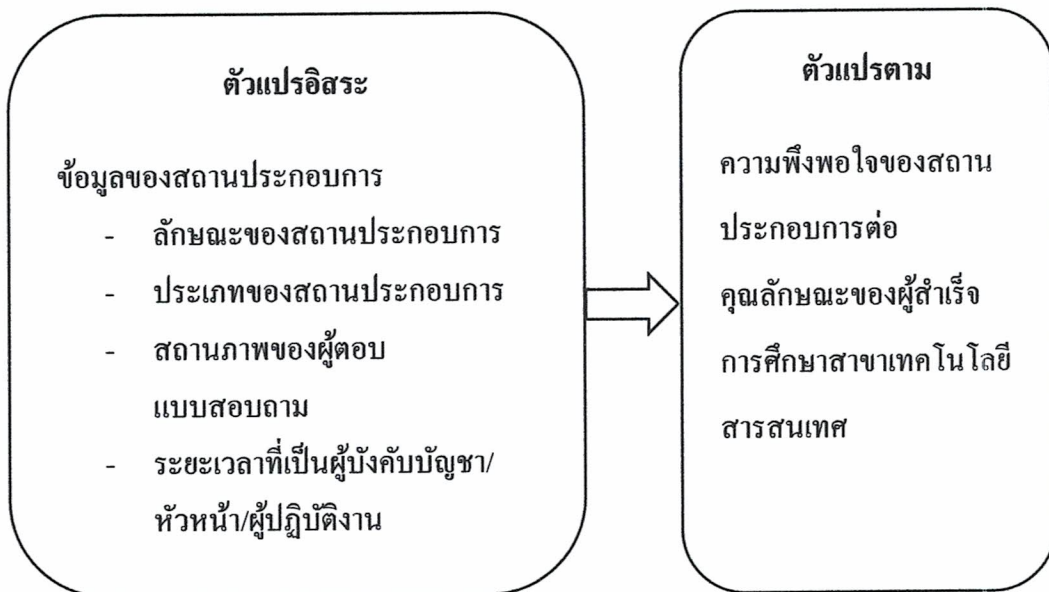 ตัวแปรอิสระ
ข้อมูลของสถานประกอบการ
- ลักษณะของสถานประกอบการ
- ประเภทของสถานประกอบการ
- สถานภาพของผู้ตอบ
แบบสอบถาม
- ระยะเวลาที่เป็นผู้บังคับบัญชา/
หัวหน้า/ผู้ปฏิบัติงาน
ตัวแปรตาม
ความพึงพอใจของสถาน
ประกอบการต่อ
คุณลักษณะของผู้สำเร็จ
การศึกษาสาขาเทคโนโลยี
สารสนเทศ